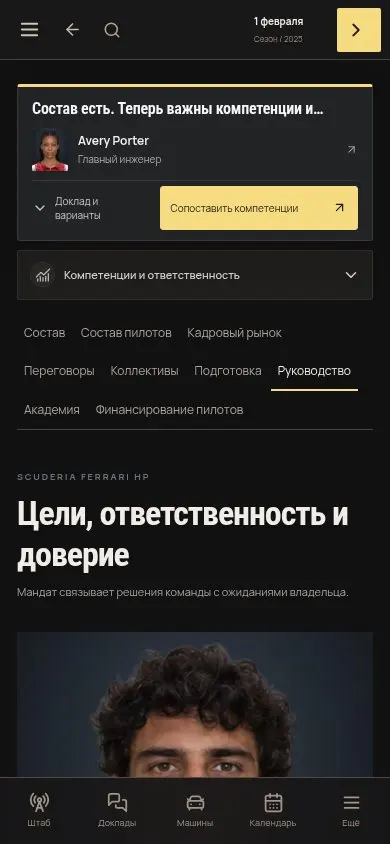 1 февраля
Сезон / 2025
Состав есть. Теперь важны компетенции и…
Avery Porter
Главный инженер
Доклад и
варианты
Сопоставить компетенции
Компетенции и ответственность
Состав Состав пилотов Кадровый рынок
Переговоры Коллективы Подготовка Руководство
Академия Финансирование пилотов
SCUDERIA FERRARI HP
Цели, ответственность и
доверие
Мандат связывает решения команды с ожиданиями владельца.
Штаб Доклады Машины Календарь Ещё